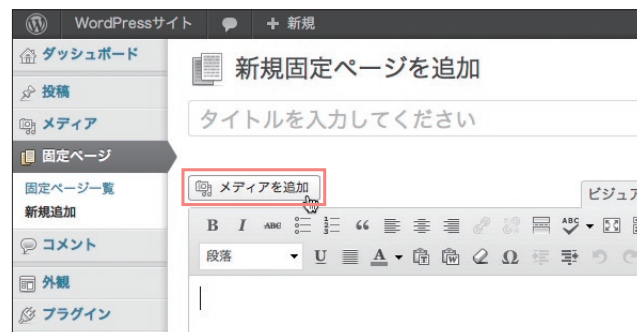 WordPressサイト + 新規
ダッシュボード
投稿
メディア
固定ページ
固定ページ一覧
新規追加
コメント
外観
プラグイン
新規固定ページを追加
タイトルを入力してください
メディアを追加
B I ABC “ ABC
段落 U A T W Ω